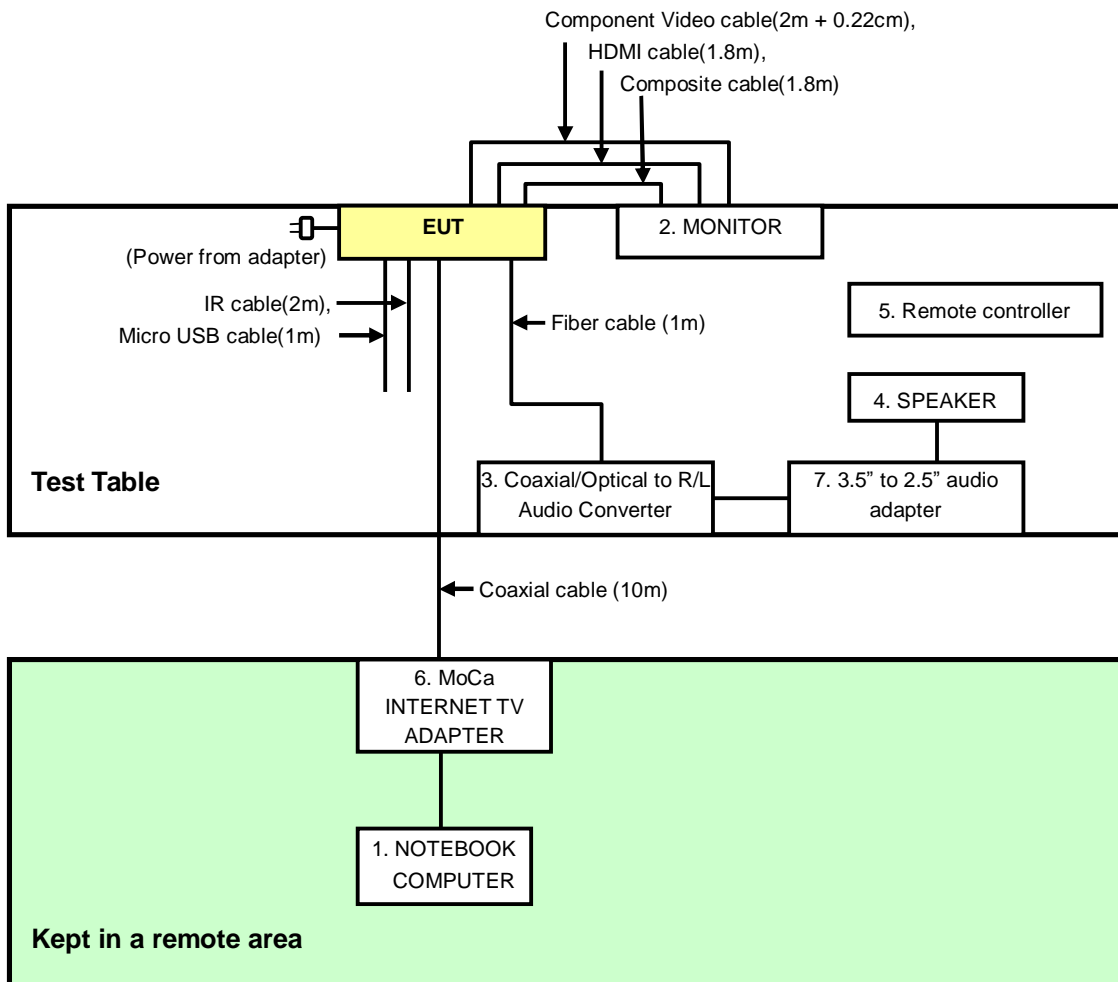 Component Video cable(2m + 0.22cm),
HDMI cable(1.8m),
Composite cable(1.8m)
EUT
2. MONITOR
(Power from adapter)
IR cable(2m),
Micro USB cable(1m)
Fiber cable (1m)
5. Remote controller
4. SPEAKER
Test Table
3. Coaxial/Optical to R/L
Audio Converter
7. 3.5” to 2.5” audio
adapter
Coaxial cable (10m)
6. MoCa
INTERNET TV
ADAPTER
1. NOTEBOOK
COMPUTER
Kept in a remote area